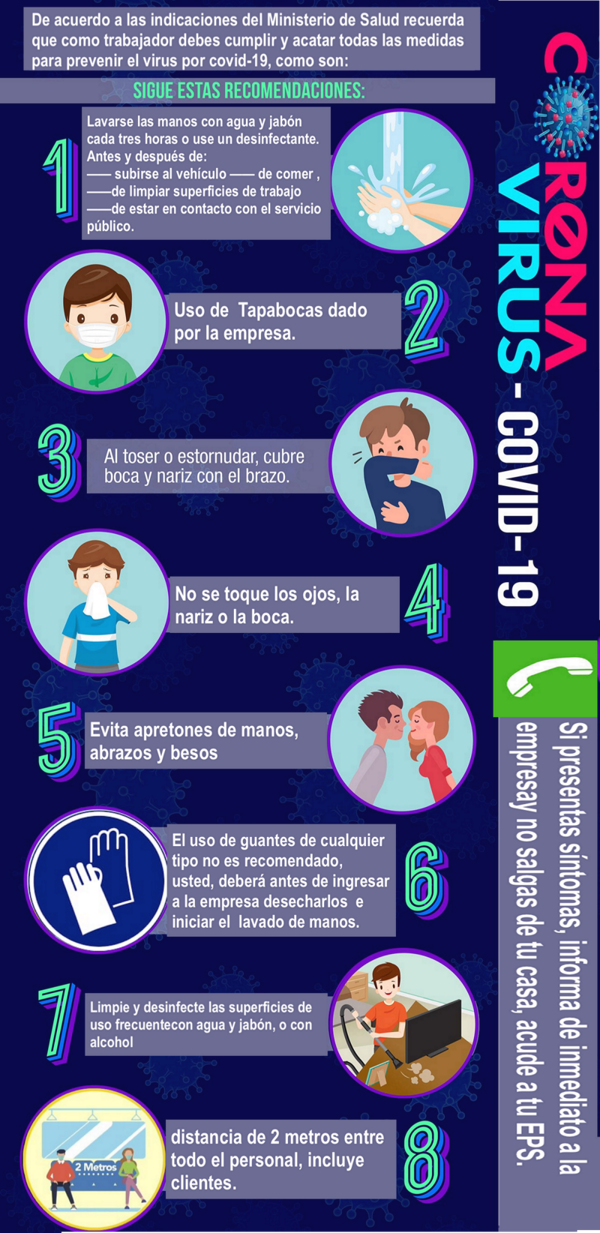 De acuerdo a las indicaciones del Ministerio de Salud recuerda
que como trabajador debes cumplir y acatar todas las medidas
para prevenir el virus por covid-19, como son:
SIGUE ESTAS RECOMENDACIONES:
1
Lavarse las manos con agua y jabón
cada tres horas o use un desinfectante.
Antes y después de:
—— subirse al vehículo —— de comer ,
——de limpiar superficies de trabajo
——de estar en contacto con el servicio
público.
Uso de Tapabocas dado
por la empresa.
2
3
Al toser o estornudar, cubre
boca y nariz con el brazo.
No se toque los ojos, la
nariz o la boca.
4
5
Evita apretones de manos,
abrazos y besos
El uso de guantes de cualquier
tipo no es recomendado,
usted, deberá antes de ingresar
a la empresa desecharlos e
iniciar el lavado de manos.
6
7
Limpie y desinfecte las superficies de
uso frecuentecon agua y jabón, o con
alcohol
2 Metros
distancia de 2 metros entre
todo el personal, incluye
clientes.
8
CORONA
VIRUS - COVID-19
Si presentas síntomas, informa de inmediato a la
empresay no salgas de tu casa, acude a tu EPS.